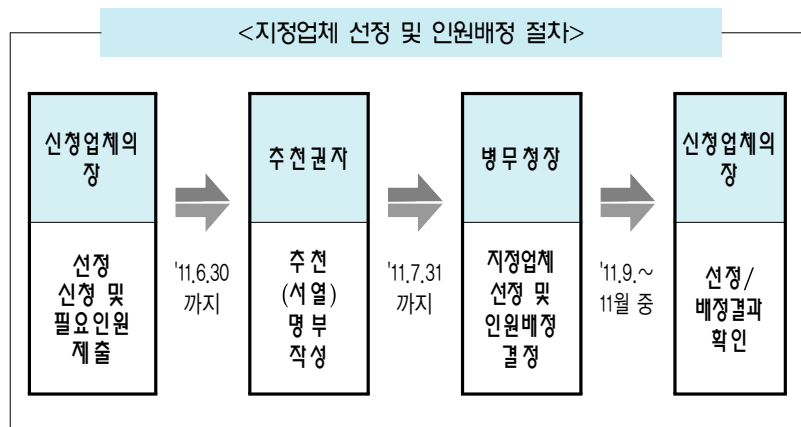 <지정업체 선정 및 인원배정 절차>
신청업체의
장
선정
신청 및
필요인원
제출
'11.6.30
까지
추천권자
추천
(서열)
명부
작성
'11.7.31
까지
병무청장
지정업체
선정 및
인원배정
결정
'11.9.~
11월 중
신청업체의
장
선정/
배정결과
확인